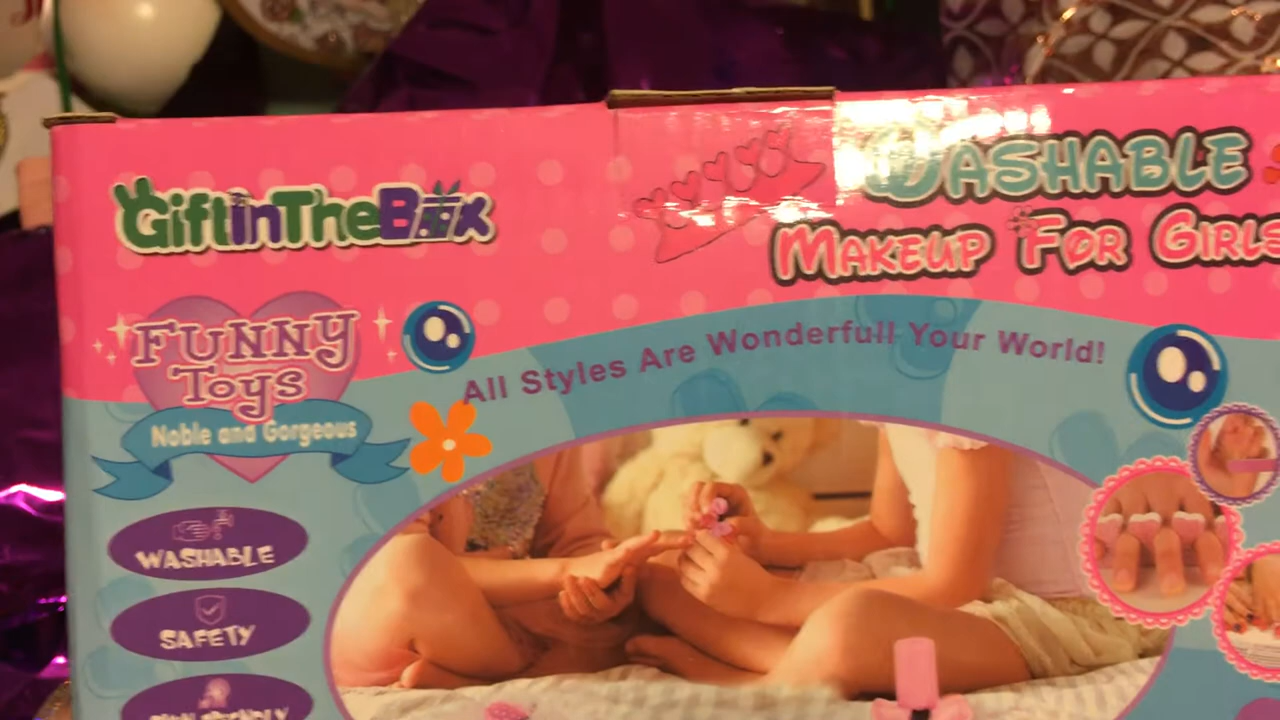 GiftInTheBox
WASHABLE
MAKEUP FOR GIRLS
FUNNY
Toys
Noble and Gorgeous
All Styles Are Wonderfull Your World!
WASHABLE
SAFETY